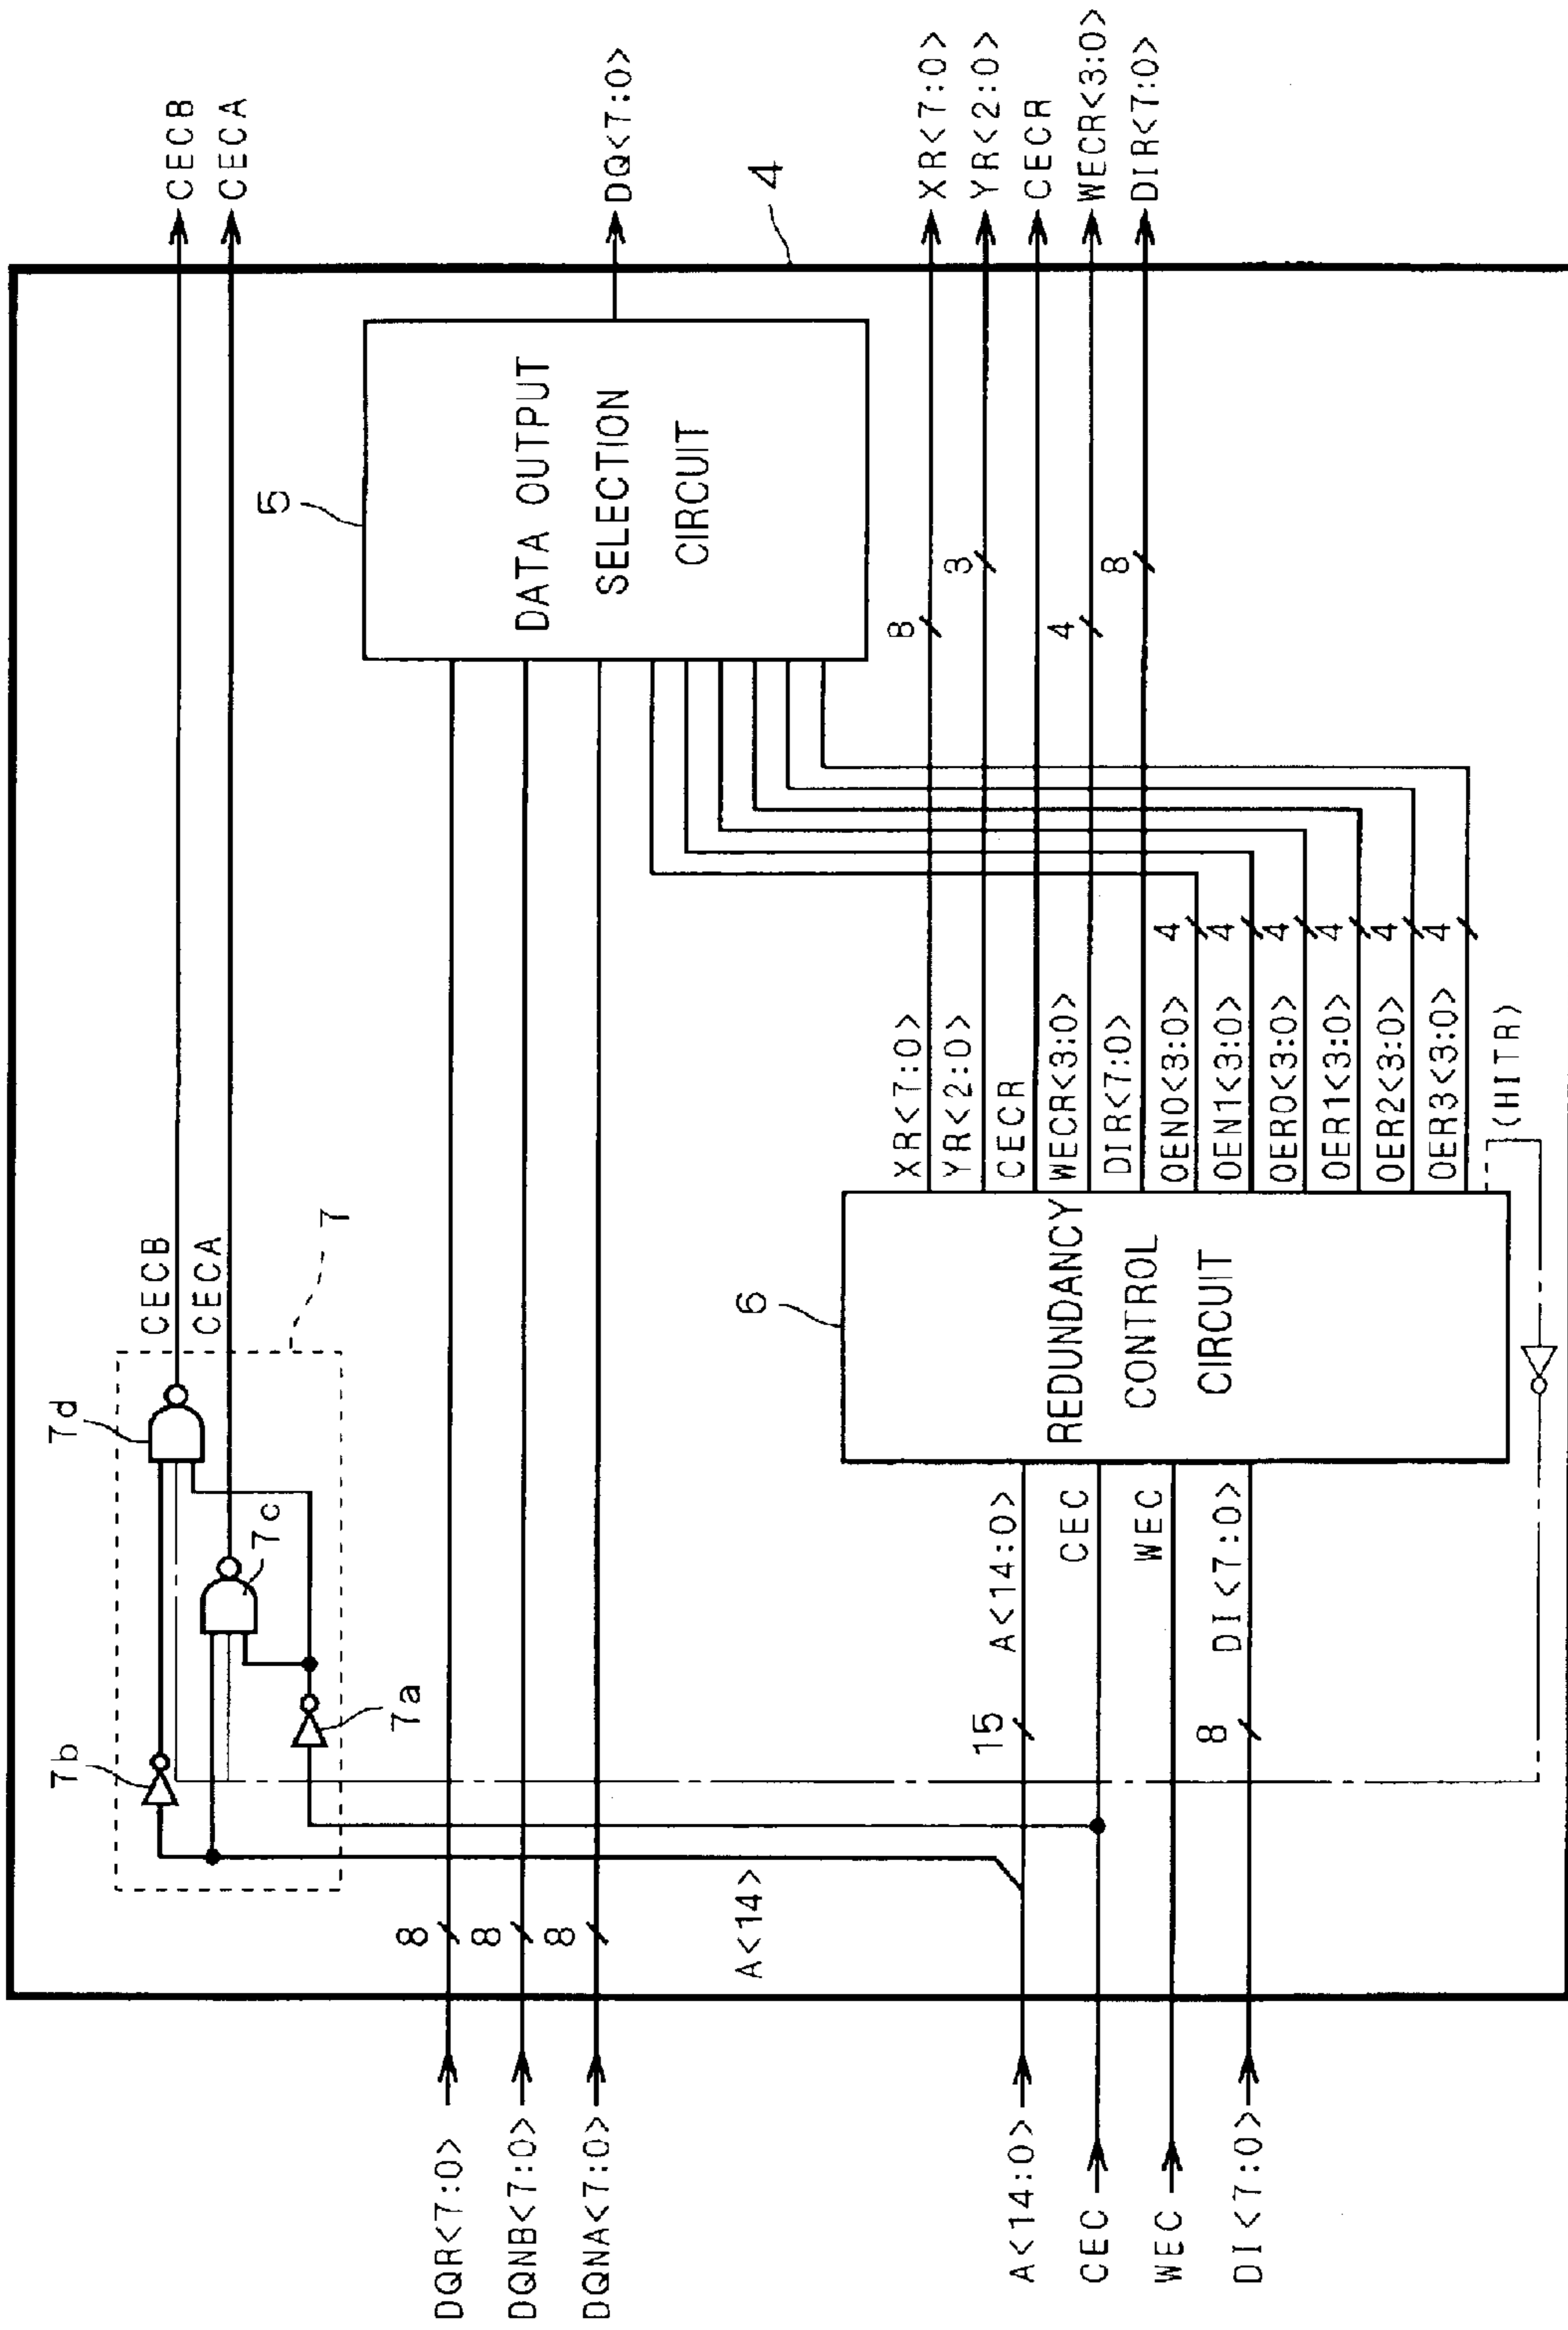 CECB
CECA
DQ<7:0>
4
XR<7:0>
YR<2:0>
CECR
WECR<3:0>
DIR<7:0>
5
DATA OUTPUT
SELECTION
CIRCUIT
8
3
4
8
7
7d
7c
7b
7a
CECB
CECA
XR<7:0>
YR<2:0>
CECR
WECR<3:0>
DIR<7:0>
OEN0<3:0>
OEN1<3:0>
OER0<3:0>
OER1<3:0>
OER2<3:0>
OER3<3:0>
(HITR)
4
4
4
4
4
4
6
REDUNDANCY
CONTROL
CIRCUIT
A<14:0>
CEC
WEC
DI<7:0>
15
8
8
8
8
A<14>
DQR<7:0>
DQNB<7:0>
DQNA<7:0>
A<14:0>
CEC
WEC
DI<7:0>